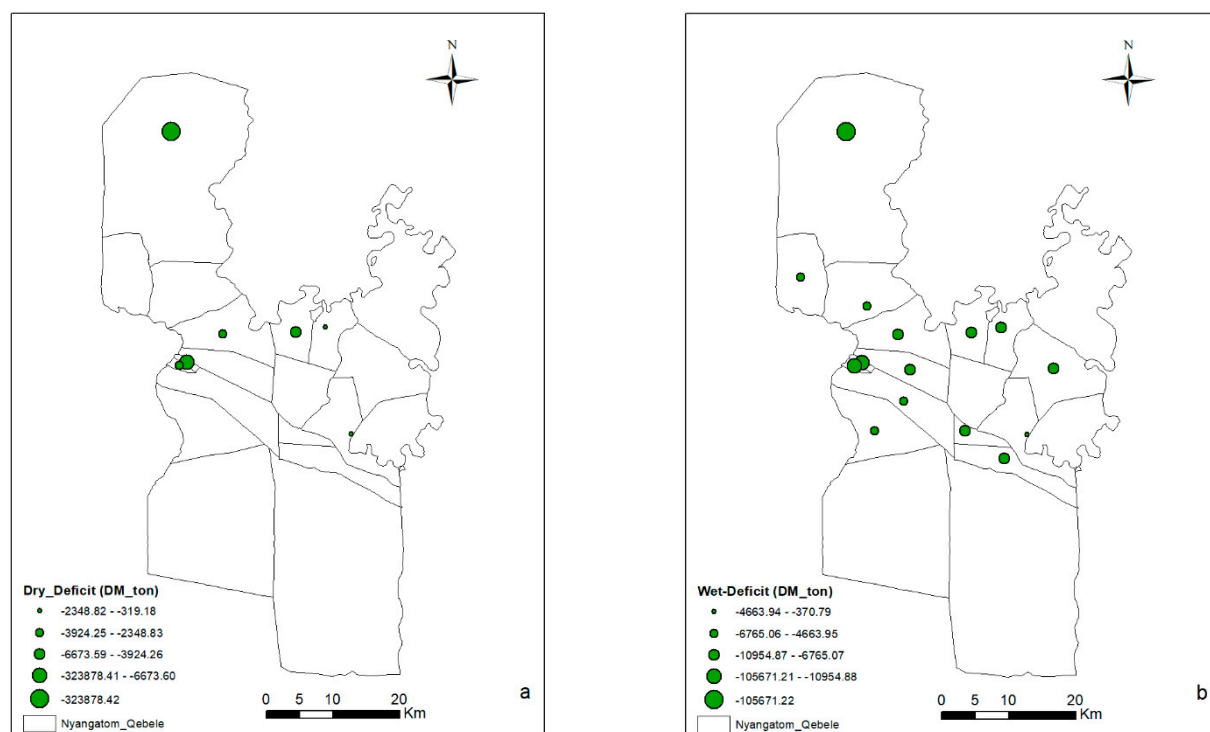 N
Dry_Deficit (DM_ton)
-2348.82 - -319.18
-3924.25 - -2348.83
-6673.59 - -3924.26
-323878.41 - -6673.60
-323878.42
Nyangatom_Qebele
0 5 10 20
Km
a
N
Wet-Deficit (DM_ton)
-4663.94 - -370.79
-6765.06 - -4663.95
-10954.87 - -6765.07
-105671.21 - -10954.88
-105671.22
Nyangatom_Qebele
0 5 10 20
Km
b